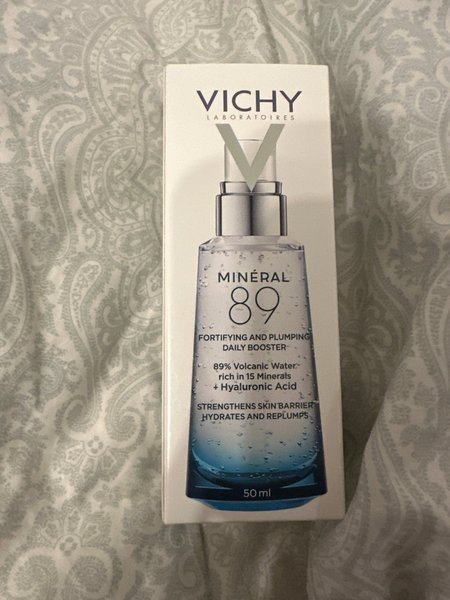 VICHY
LABORATOIRES
MINÉRAL
89
FORTIFYING AND PLUMPING
DAILY BOOSTER
89% Volcanic Water
rich in 15 Minerals
+ Hyaluronic Acid
STRENGTHENS SKIN BARRIER
HYDRATES AND REPLUMPS
50 ml